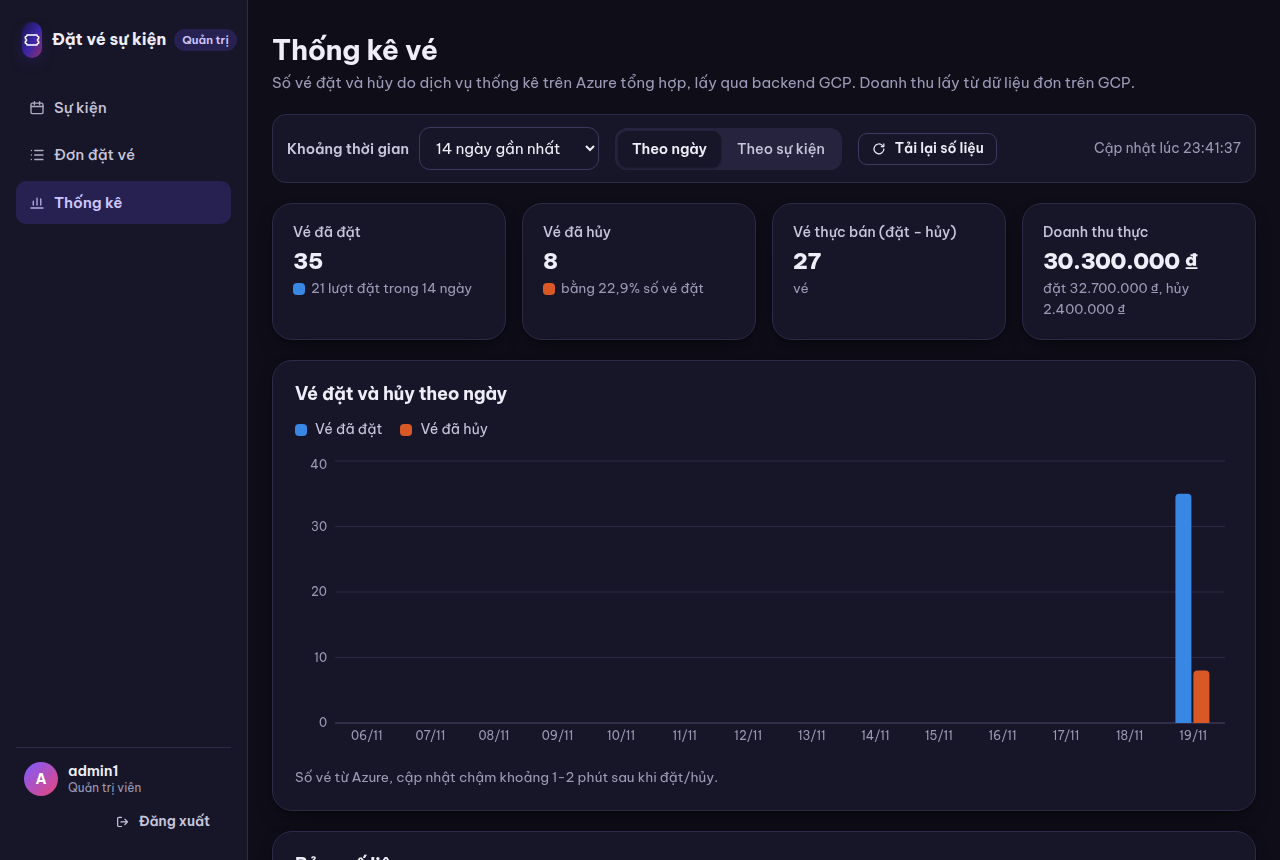 Đặt vé sự kiện Quản trị
Sự kiện
Đơn đặt vé
Thống kê
admin1
Quản trị viên
Đăng xuất
Thống kê vé
Số vé đặt và hủy do dịch vụ thống kê trên Azure tổng hợp, lấy qua backend GCP. Doanh thu lấy từ dữ liệu đơn trên GCP.
Khoảng thời gian 14 ngày gần nhất Theo ngày Theo sự kiện Tải lại số liệu Cập nhật lúc 23:41:37
Vé đã đặt
35
21 lượt đặt trong 14 ngày
Vé đã hủy
8
bằng 22,9% số vé đặt
Vé thực bán (đặt − hủy)
27
vé
Doanh thu thực
30.300.000 ₫
đặt 32.700.000 ₫, hủy
2.400.000 ₫
Vé đặt và hủy theo ngày
Vé đã đặt Vé đã hủy
40
30
20
10
0
06/11 07/11 08/11 09/11 10/11 11/11 12/11 13/11 14/11 15/11 16/11 17/11 18/11 19/11
Số vé từ Azure, cập nhật chậm khoảng 1–2 phút sau khi đặt/hủy.